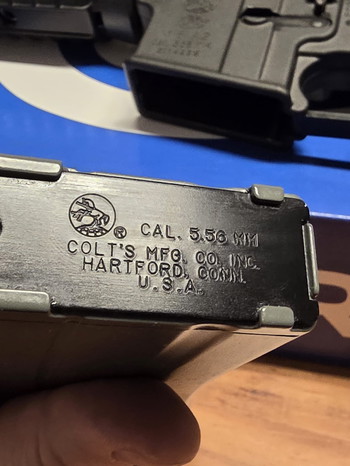 ® CAL. 5.56 MM
COLT'S MFG. CO. INC.
HARTFORD, CONN.
U.S.A.